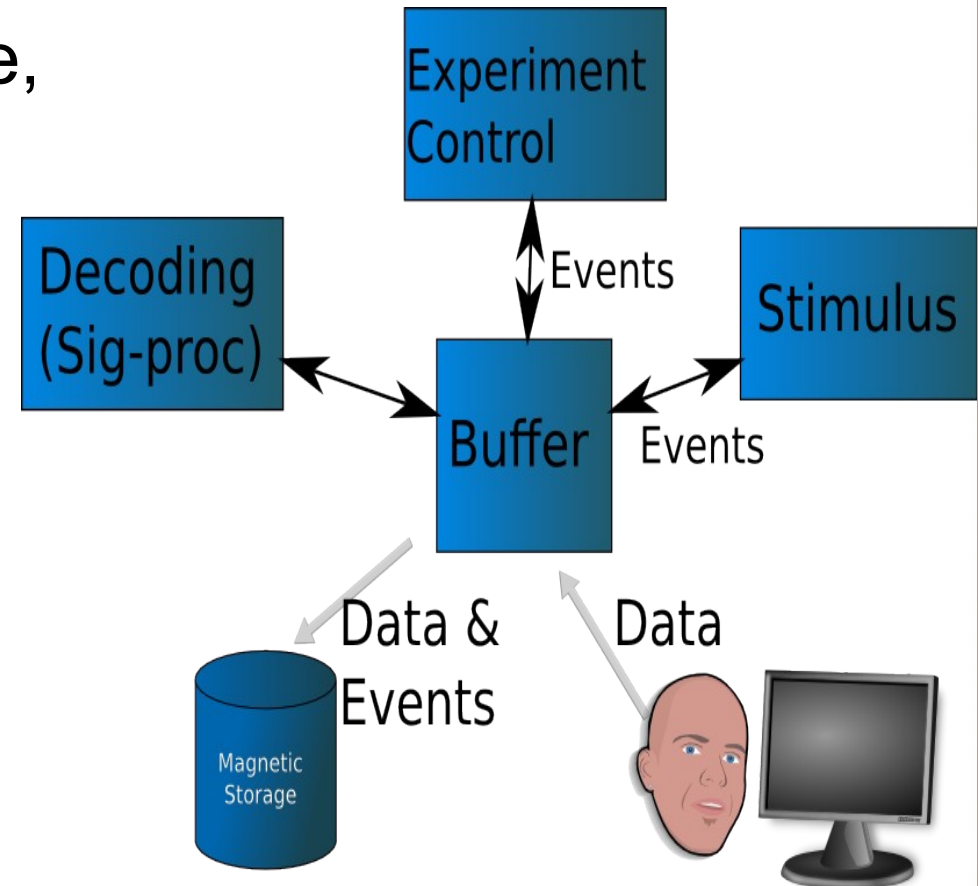 e,
Experiment
Control
Decoding
(Sig-proc)
Events
Stimulus
Buffer
Events
Data &
Events
Data
Magnetic
Storage